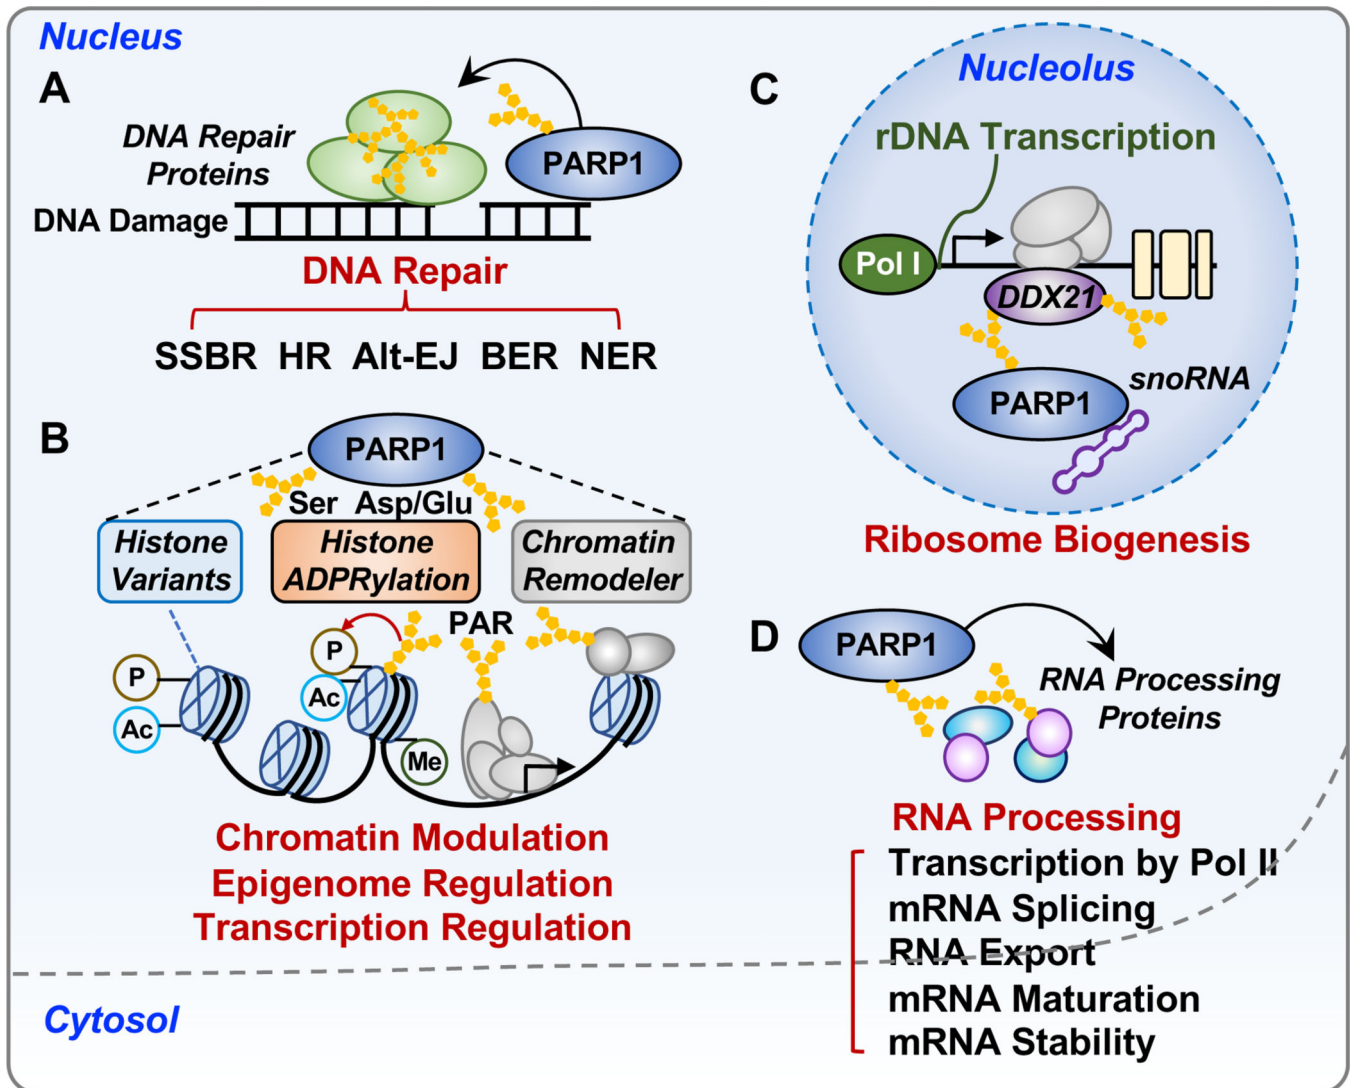 Nucleus
A
DNA Repair
Proteins
PARP1
DNA Damage
DNA Repair
SSBR HR Alt-EJ BER NER
B
PARP1
Ser Asp/Glu
Histone
Variants
Histone
ADPRylation
Chromatin
Remodeler
PAR
P
Ac
P
Ac
Me
Chromatin Modulation
Epigenome Regulation
Transcription Regulation
Cytosol
C
Nucleolus
rDNA Transcription
Pol I
DDX21
PARP1
snoRNA
Ribosome Biogenesis
D
PARP1
RNA Processing
Proteins
RNA Processing
Transcription by Pol II
mRNA Splicing
RNA Export
mRNA Maturation
mRNA Stability